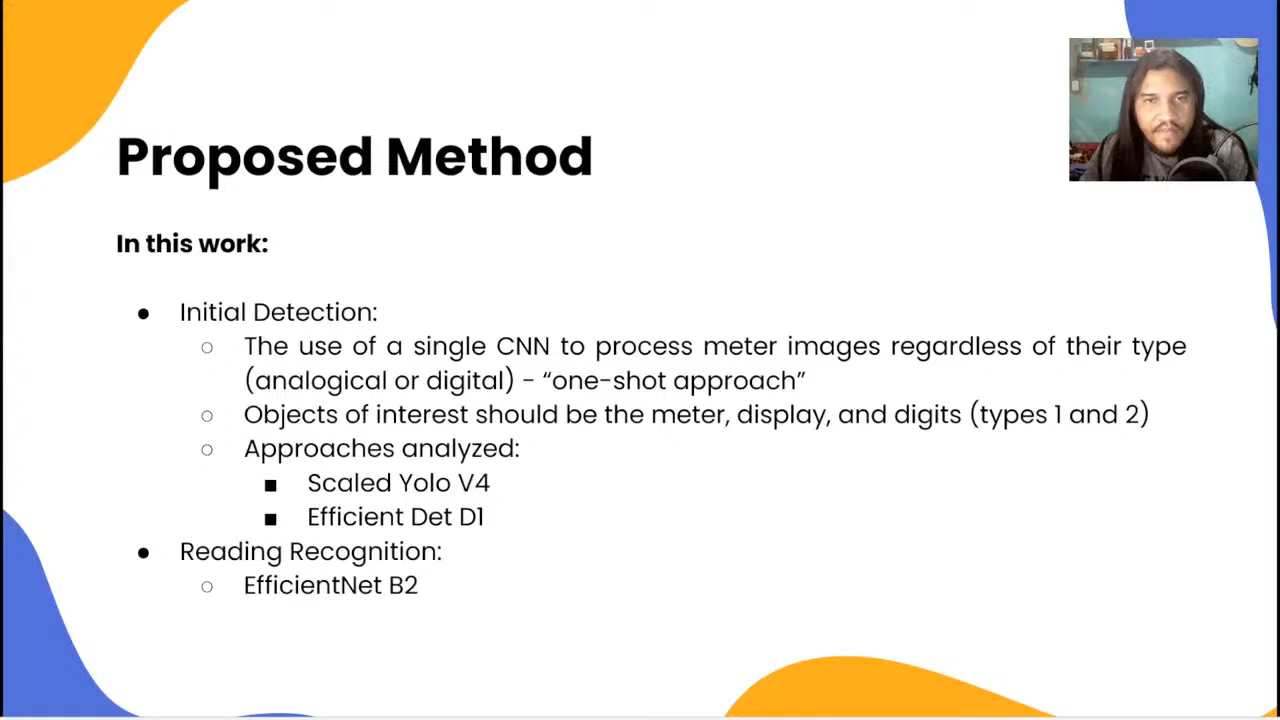 Proposed Method
In this work:
● Initial Detection:
○ The use of a single CNN to process meter images regardless of their type
(analogical or digital) - “one-shot approach”
○ Objects of interest should be the meter, display, and digits (types 1 and 2)
○ Approaches analyzed:
■ Scaled Yolo V4
■ Efficient Det D1
● Reading Recognition:
○ EfficientNet B2